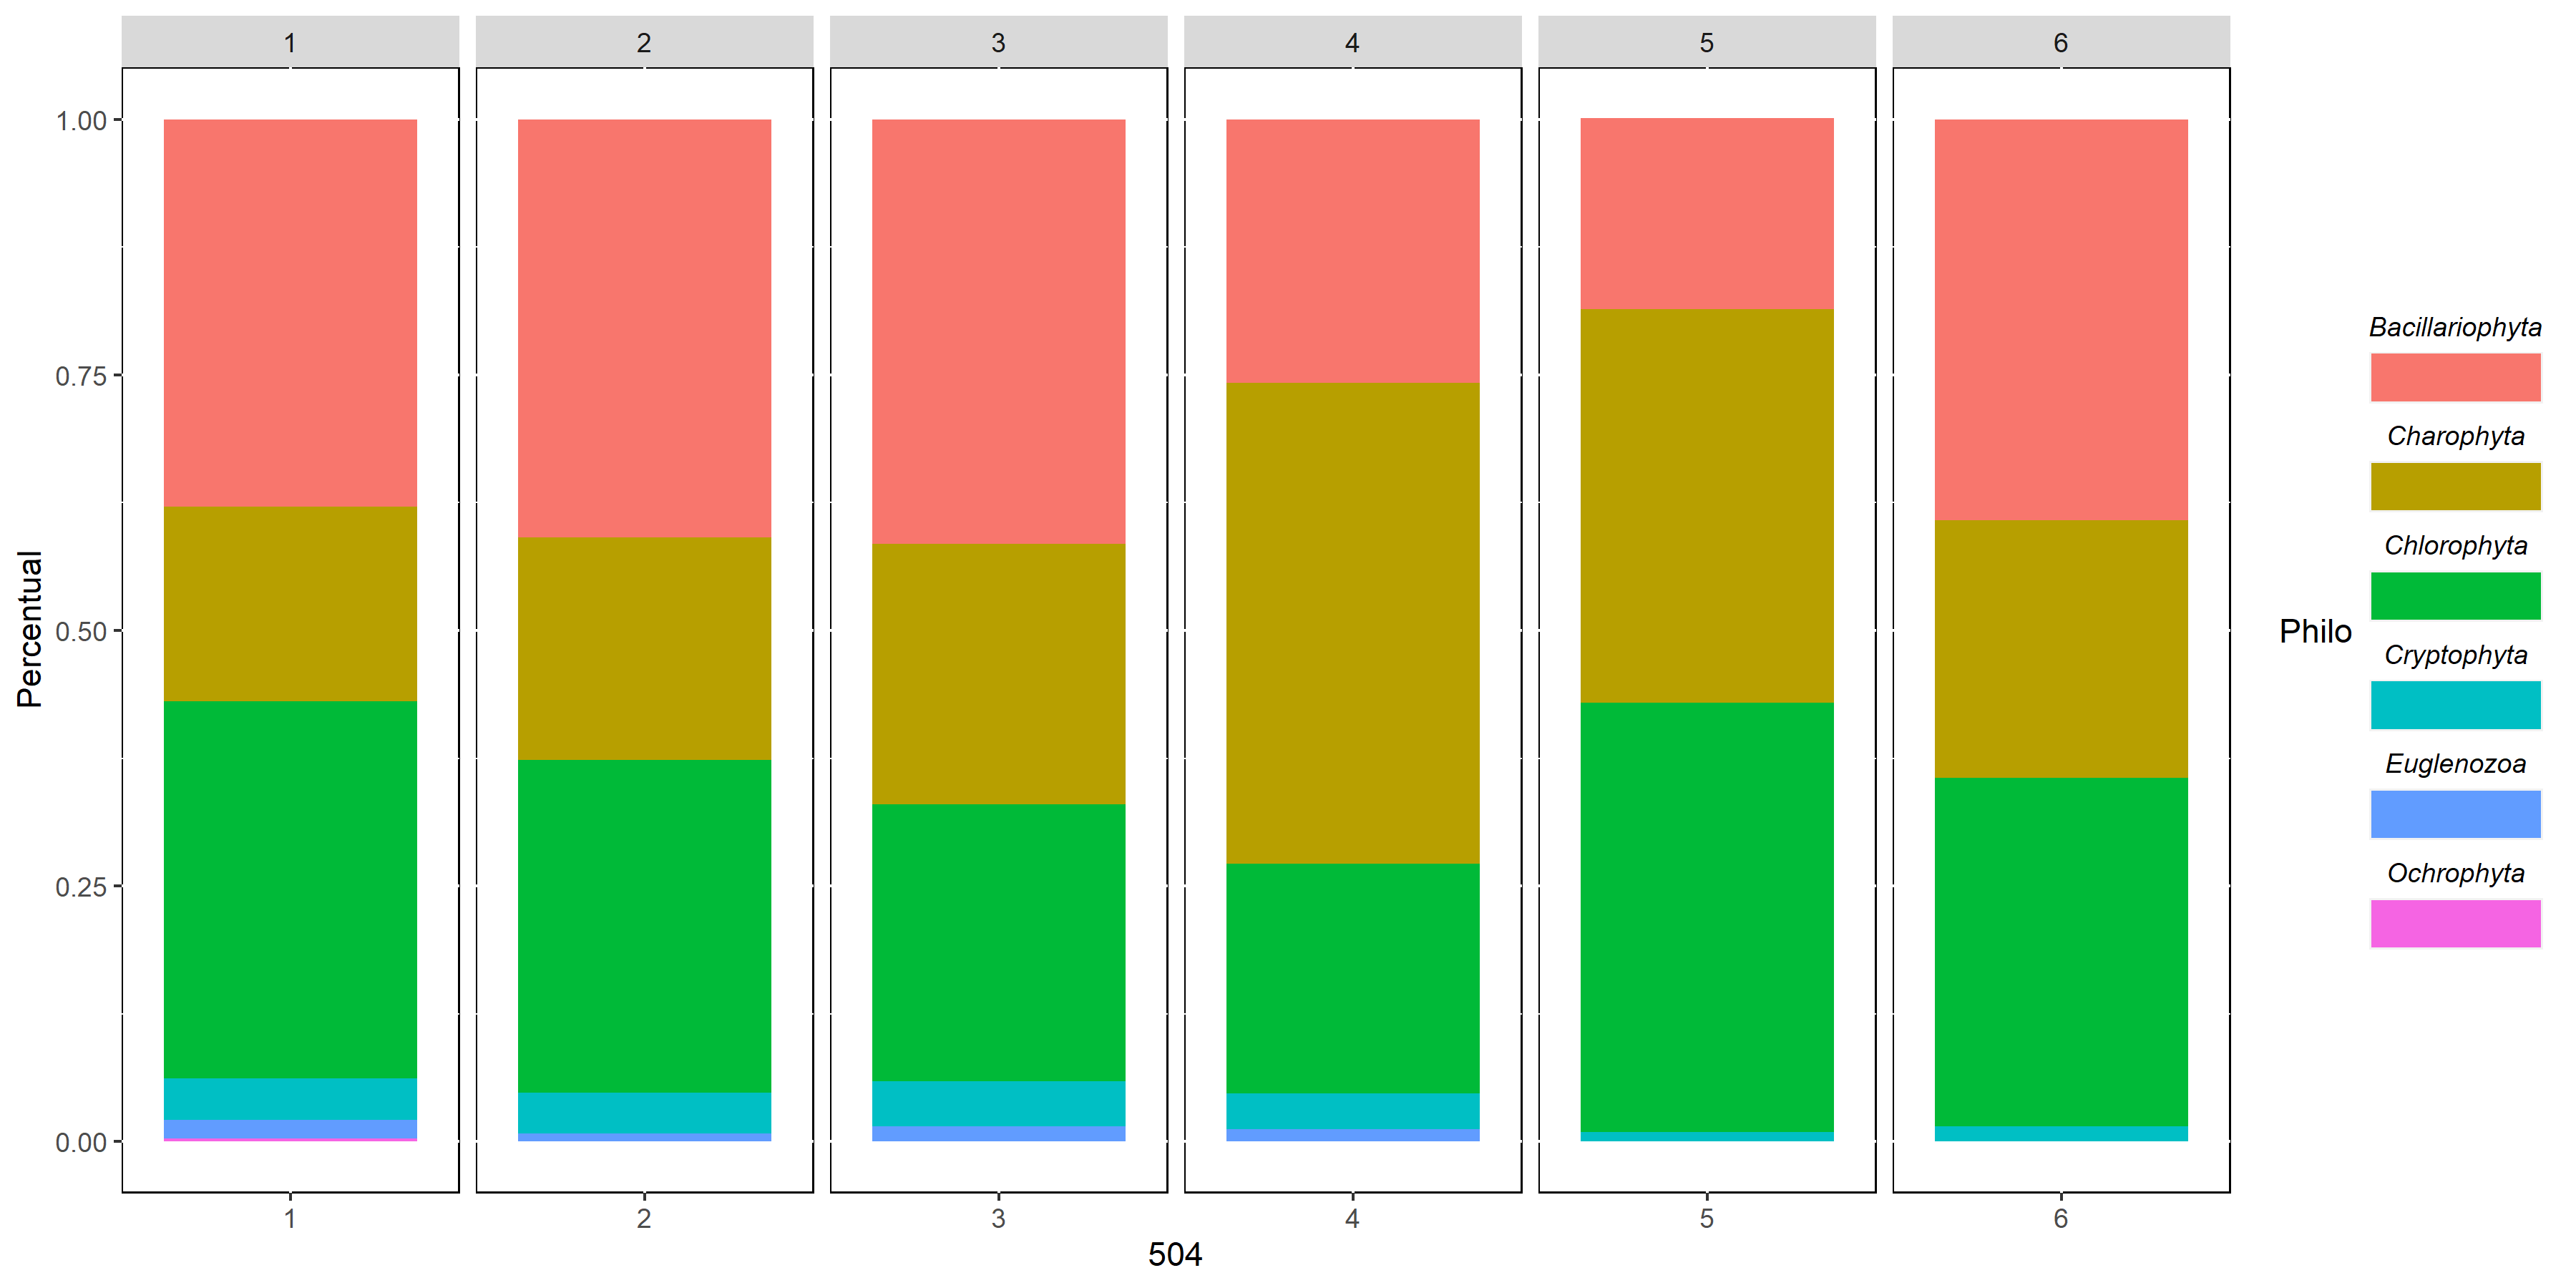 1 2 3 4 5 6
1.00
0.75
0.50
0.25
0.00
Percentual
1 2 3 4 5 6
504
Philo
Bacillariophyta
Charophyta
Chlorophyta
Cryptophyta
Euglenozoa
Ochrophyta